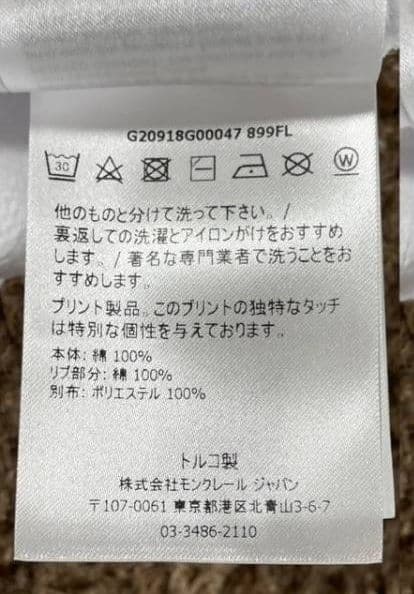 G20918G00047 899FL
30 W
他のものと分けて洗って下さい。/
裏返しての洗濯とアイロンがけをおすすめ
します。/ 著名な専門業者で洗うことをお
すすめします。
プリント製品。このプリントの独特なタッチ
は特別な個性を与えております。
本体: 綿 100%
リブ部分: 綿 100%
別布: ポリエステル 100%
トルコ製
株式会社モンクレール ジャパン
〒107-0061 東京都港区北青山3-6-7
03-3486-2110